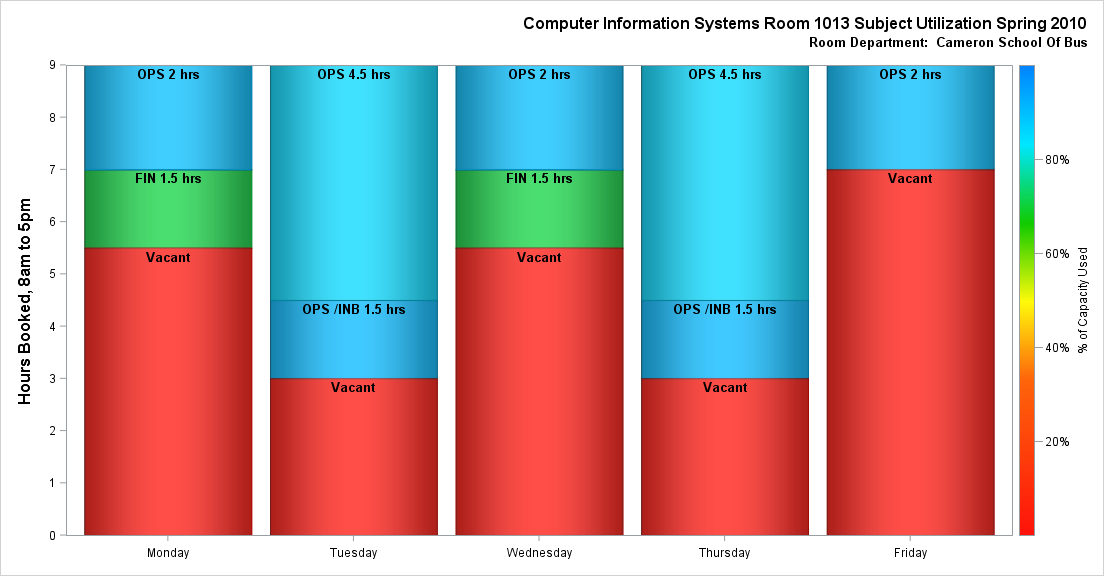 Computer Information Systems Room 1013 Subject Utilization Spring 2010
Room Department:  Cameron School Of Bus
Hours Booked, 8am to 5pm
9
8
7
6
5
4
3
2
1
0
OPS 2 hrs
FIN 1.5 hrs
Vacant
OPS 4.5 hrs
OPS /INB 1.5 hrs
Vacant
OPS 2 hrs
FIN 1.5 hrs
Vacant
OPS 4.5 hrs
OPS /INB 1.5 hrs
Vacant
OPS 2 hrs
Vacant
Monday
Tuesday
Wednesday
Thursday
Friday
80%
60%
40%
20%
% of Capacity Used